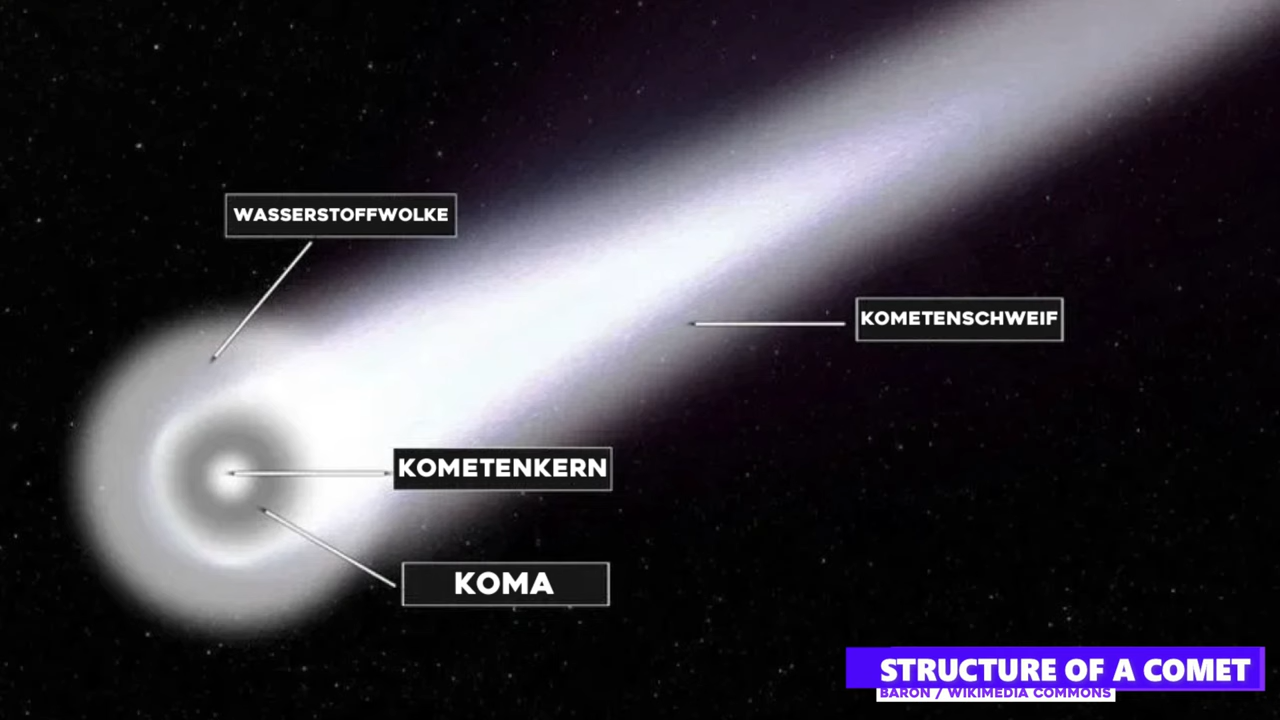 WASSERSTOFFWOLKE
KOMETENSCHWEIF
KOMETENKERN
KOMA
STRUCTURE OF A COMET
BARON / WIKIMEDIA COMMONS